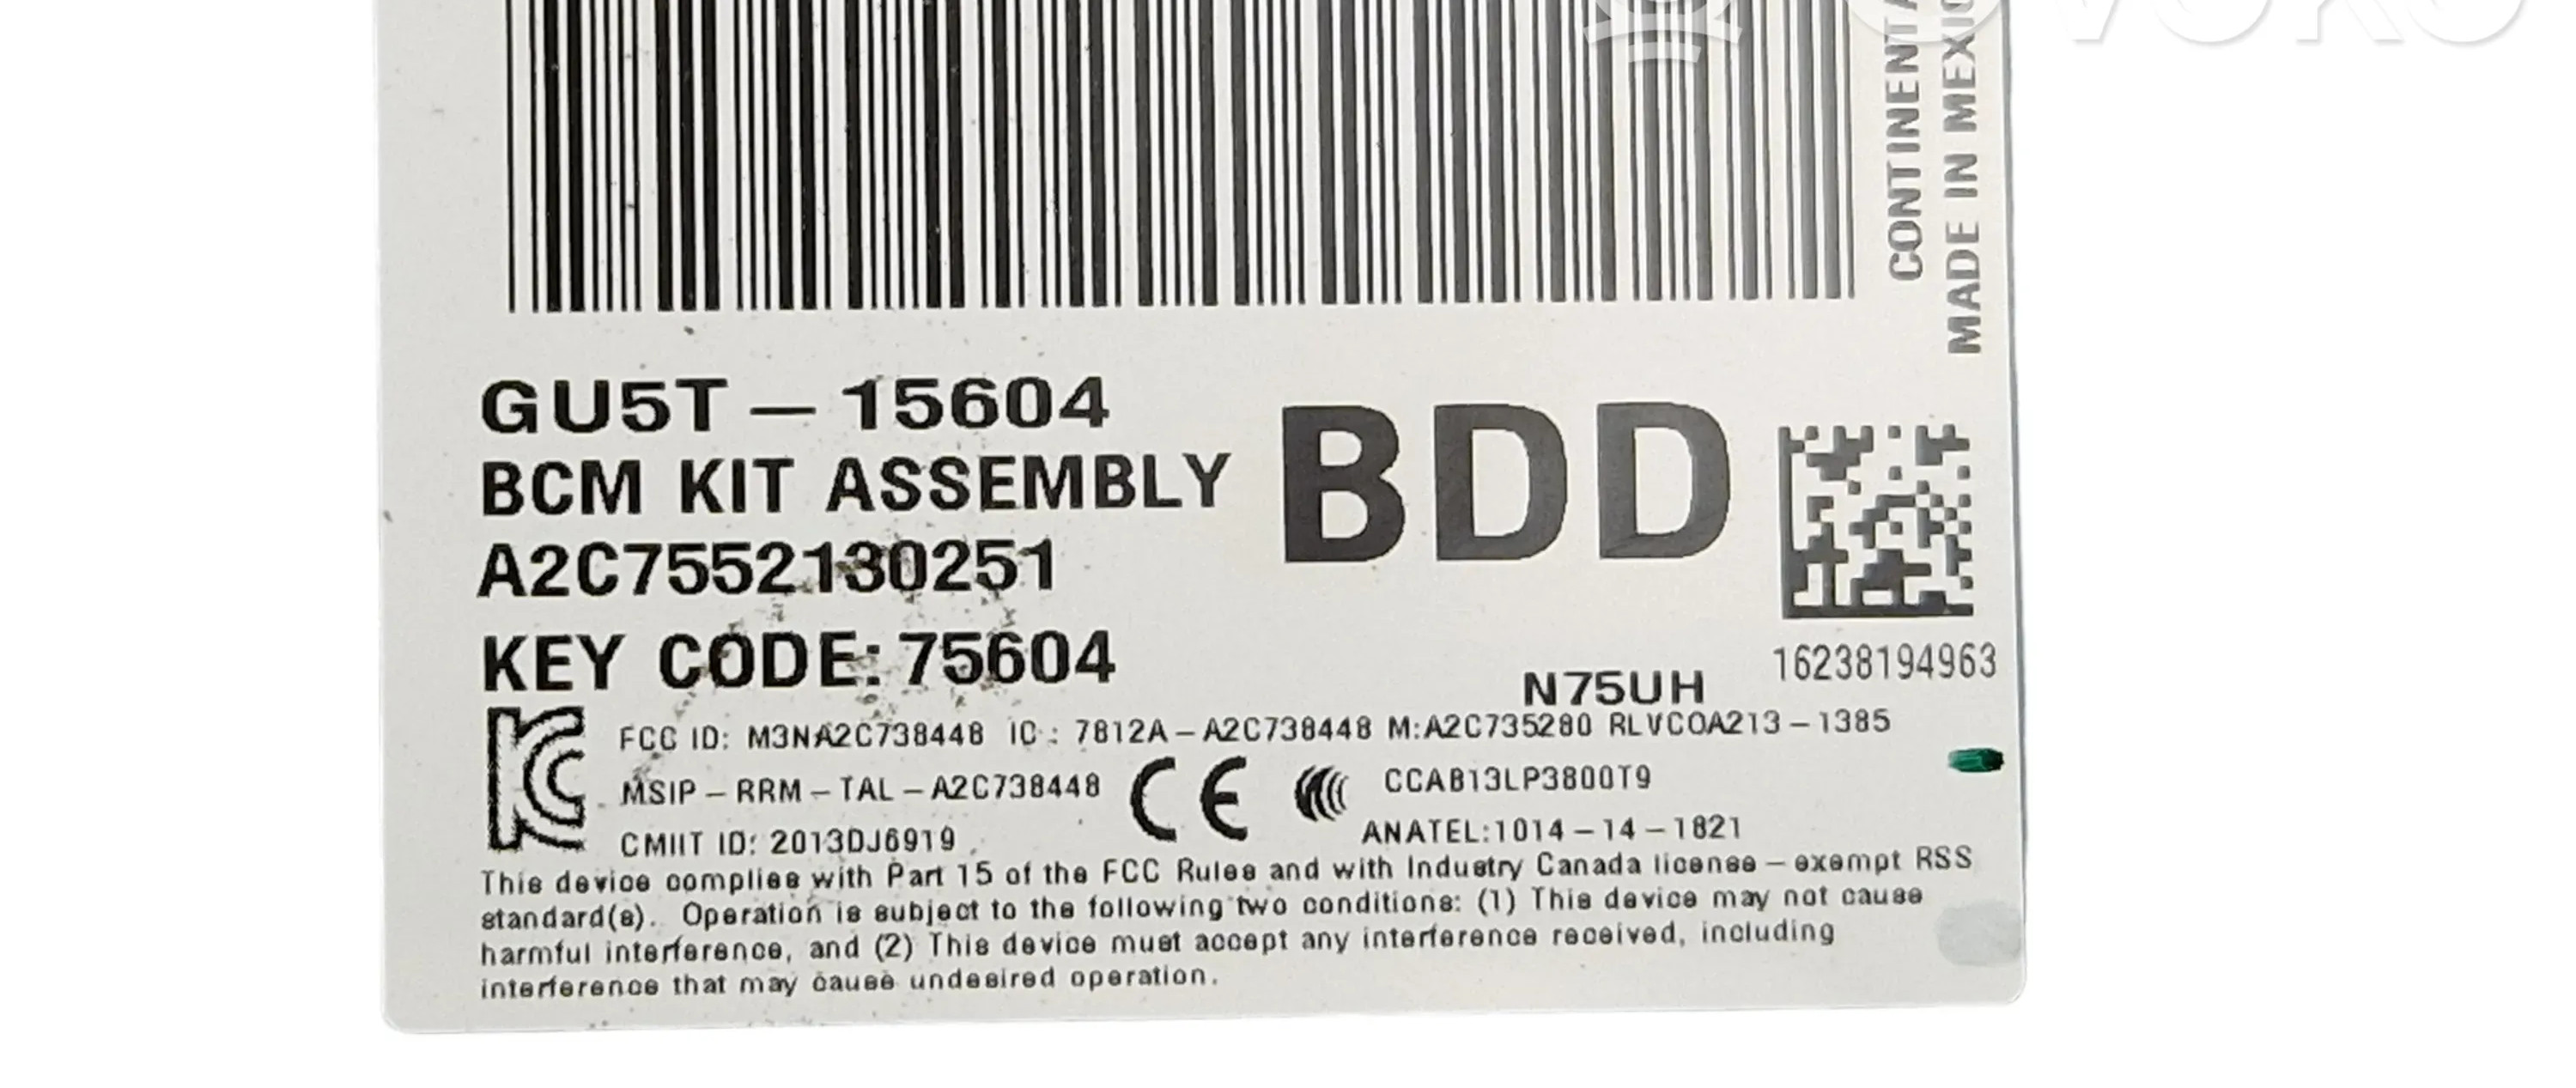 CONTINENTA
MADE IN MEXIC
GU5T – 15604
BCM KIT ASSEMBLY
BDD
A2C7552130251
KEY CODE: 75604
N75UH
16238194963
FCC ID: M3NA2C738448 IC : 7812A – A2C738448 M:A2C735280 RLVCOA213 – 1385
MSIP – RRM – TAL – A2C738448
CE
CCAB13LP3800T9
CMIIT ID: 2013DJ6919
ANATEL:1014 – 14 – 1821
This device complies with Part 15 of the FCC Rules and with Industry Canada license – exempt RSS
standard(s). Operation is subject to the following two conditions: (1) This device may not cause
harmful interference, and (2) This device must accept any interference received, including
interference that may cause undesired operation.